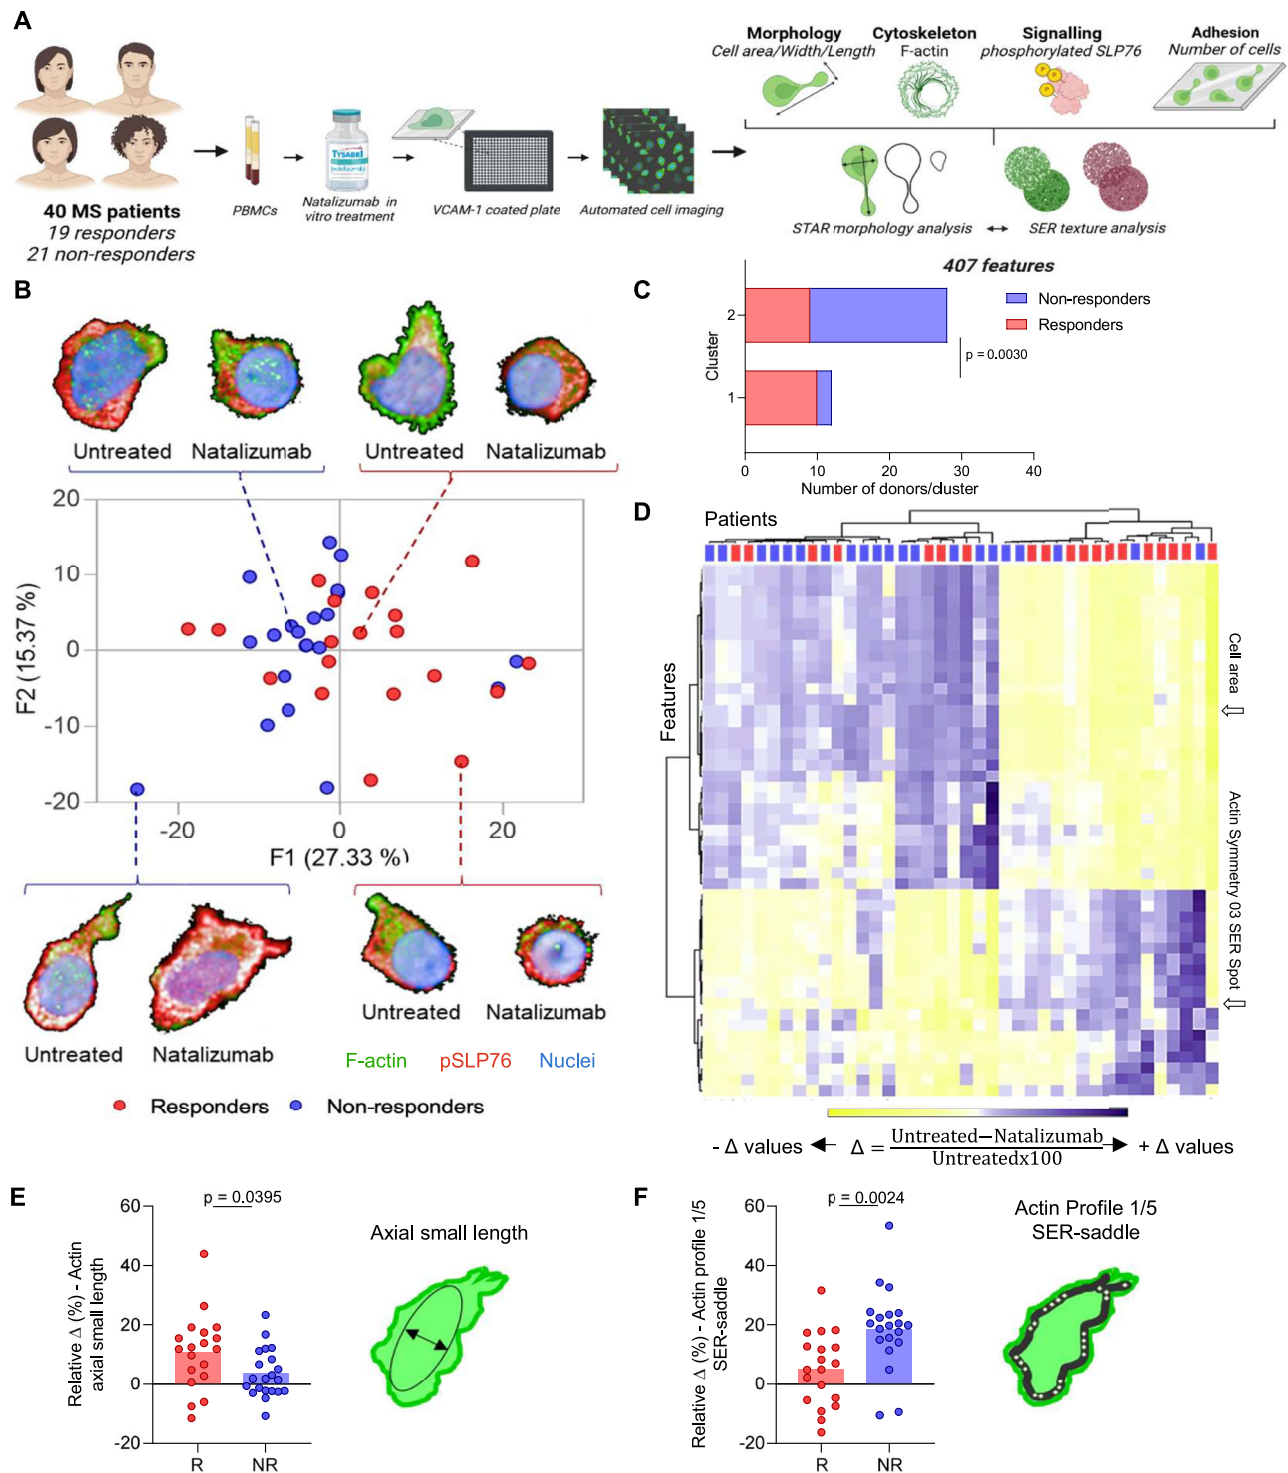 A
40 MS patients
19 responders
21 non-responders
PBMCs
TYSABRI
(natalizumab)
Natalizumab in
vitro treatment
VCAM-1 coated plate
Automated cell imaging
Morphology
Cell area/Width/Length
Cytoskeleton
F-actin
Signalling
phosphorylated SLP76
P
P
P
Adhesion
Number of cells
STAR morphology analysis
SER texture analysis
407 features
B
Untreated
Natalizumab
Untreated
Natalizumab
20
10
0
-10
-20
F2 (15.37 %)
-20
0
20
F1 (27.33 %)
Untreated
Natalizumab
Untreated
Natalizumab
F-actin
pSLP76
Nuclei
Responders
Non-responders
C
Cluster
2
1
0
10
20
30
40
Number of donors/cluster
Non-responders
Responders
p = 0.0030
D
Patients
Features
Cell area
Actin Symmetry 03 SER Spot
- Δ values
Δ = Untreated−Natalizumab
Untreatedx100
+ Δ values
E
Relative Δ (%) - Actin
axial small length
60
40
20
0
-20
p = 0.0395
R
NR
Axial small length
F
Relative Δ (%) - Actin profile 1/5
SER-saddle
60
40
20
0
-20
p = 0.0024
R
NR
Actin Profile 1/5
SER-saddle